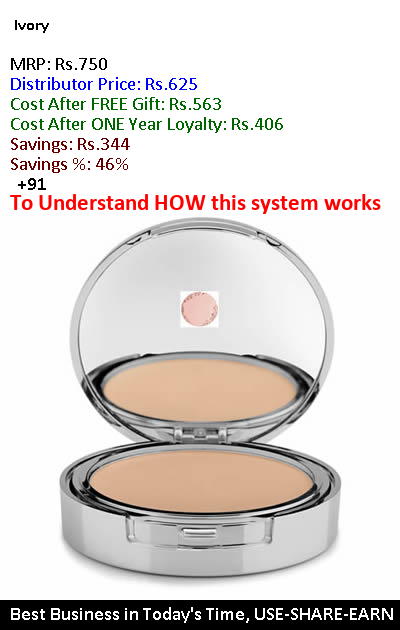 Ivory
MRP: Rs.750
Distributor Price: Rs.625
Cost After FREE Gift: Rs.563
Cost After ONE Year Loyalty: Rs.406
Savings: Rs.344
Savings %: 46%
+91
To Understand HOW this system works
Best Business in Today's Time, USE-SHARE-EARN